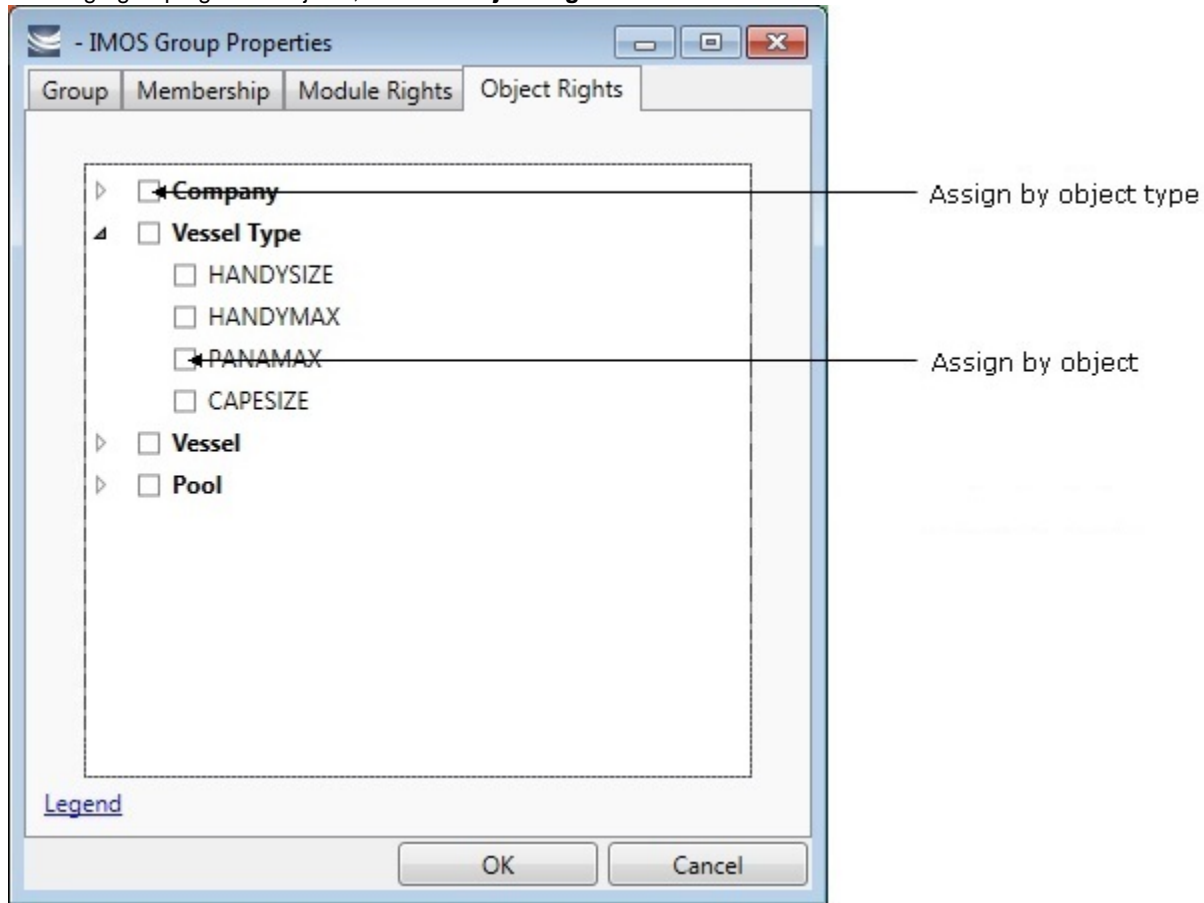 - IMOS Group Properties
Group Membership Module Rights Object Rights
Company
Assign by object type
Vessel Type
HANDYSIZE
HANDYMAX
PANAMAX
Assign by object
CAPESIZE
Vessel
Pool
Legend
OK Cancel